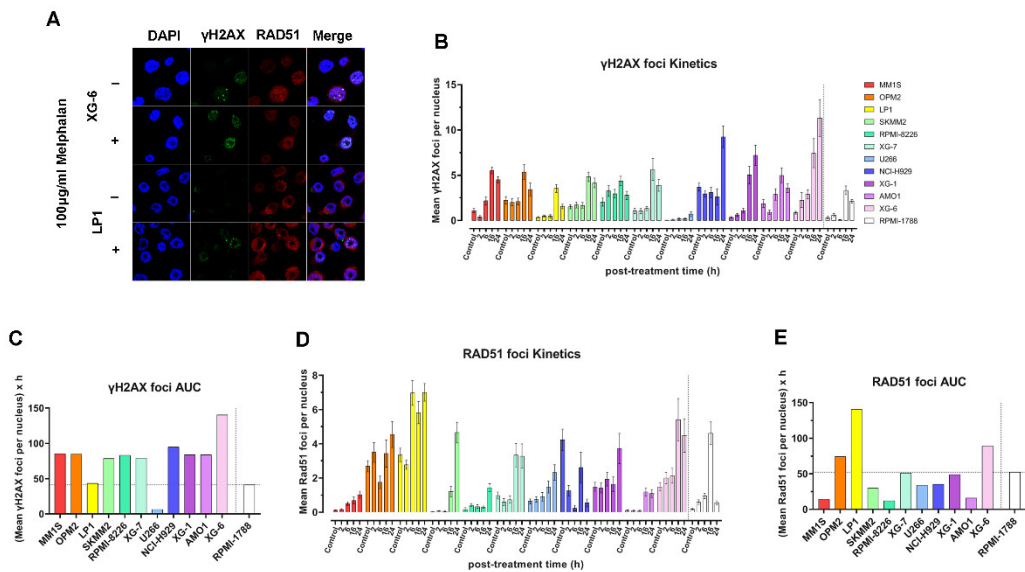 A
DAPI γH2AX RAD51 Merge
100µg/ml Melphalan
XG-6
–
+
LP1
–
+
B
γH2AX foci Kinetics
Mean γH2AX foci per nucleus
15
10
5
0
post-treatment time (h)
MM1S
OPM2
LP1
SKMM2
RPMI-8226
XG-7
U266
NCI-H929
XG-1
AMO1
XG-6
RPMI-1788
C
γH2AX foci AUC
(Mean γH2AX foci per nucleus) x h
150
100
50
0
MM1S
OPM2
LP1
SKMM2
RPMI-8226
XG-7
U266
NCI-H929
XG-1
AMO1
XG-6
RPMI-1788
D
RAD51 foci Kinetics
Mean Rad51 foci per nucleus
8
6
4
2
0
post-treatment time (h)
E
RAD51 foci AUC
(Mean Rad51 foci per nucleus) x h
150
100
50
0
MM1S
OPM2
LP1
SKMM2
RPMI-8226
XG-7
U266
NCI-H929
XG-1
AMO1
XG-6
RPMI-1788